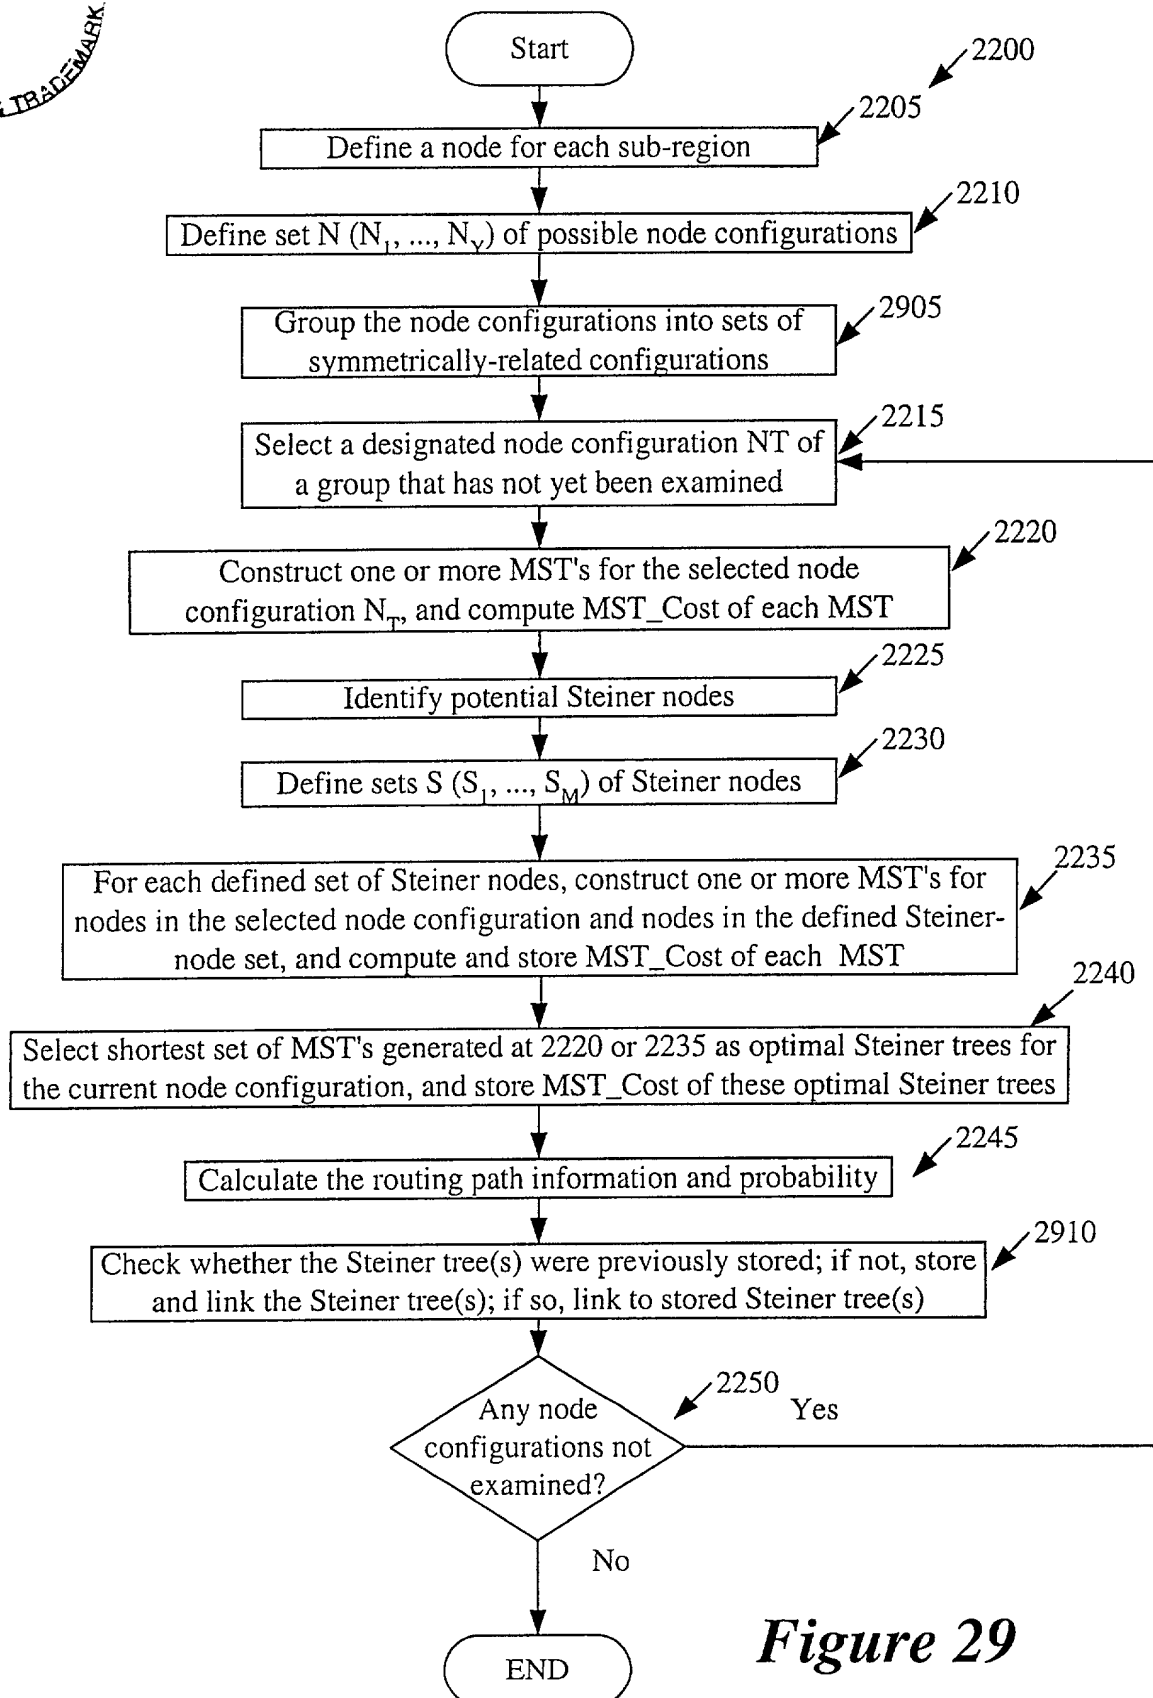 TRADEMARK
Start
2200
2205
Define a node for each sub-region
2210
Define set N (N₁, ..., N_Y) of possible node configurations
2905
Group the node configurations into sets of
symmetrically-related configurations
2215
Select a designated node configuration NT of
a group that has not yet been examined
2220
Construct one or more MST's for the selected node
configuration N_T, and compute MST_Cost of each MST
2225
Identify potential Steiner nodes
2230
Define sets S (S₁, ..., S_M) of Steiner nodes
2235
For each defined set of Steiner nodes, construct one or more MST's for
nodes in the selected node configuration and nodes in the defined Steiner-
node set, and compute and store MST_Cost of each MST
2240
Select shortest set of MST's generated at 2220 or 2235 as optimal Steiner trees for
the current node configuration, and store MST_Cost of these optimal Steiner trees
2245
Calculate the routing path information and probability
2910
Check whether the Steiner tree(s) were previously stored; if not, store
and link the Steiner tree(s); if so, link to stored Steiner tree(s)
2250
Any node
configurations not
examined?
Yes
No
END
Figure 29